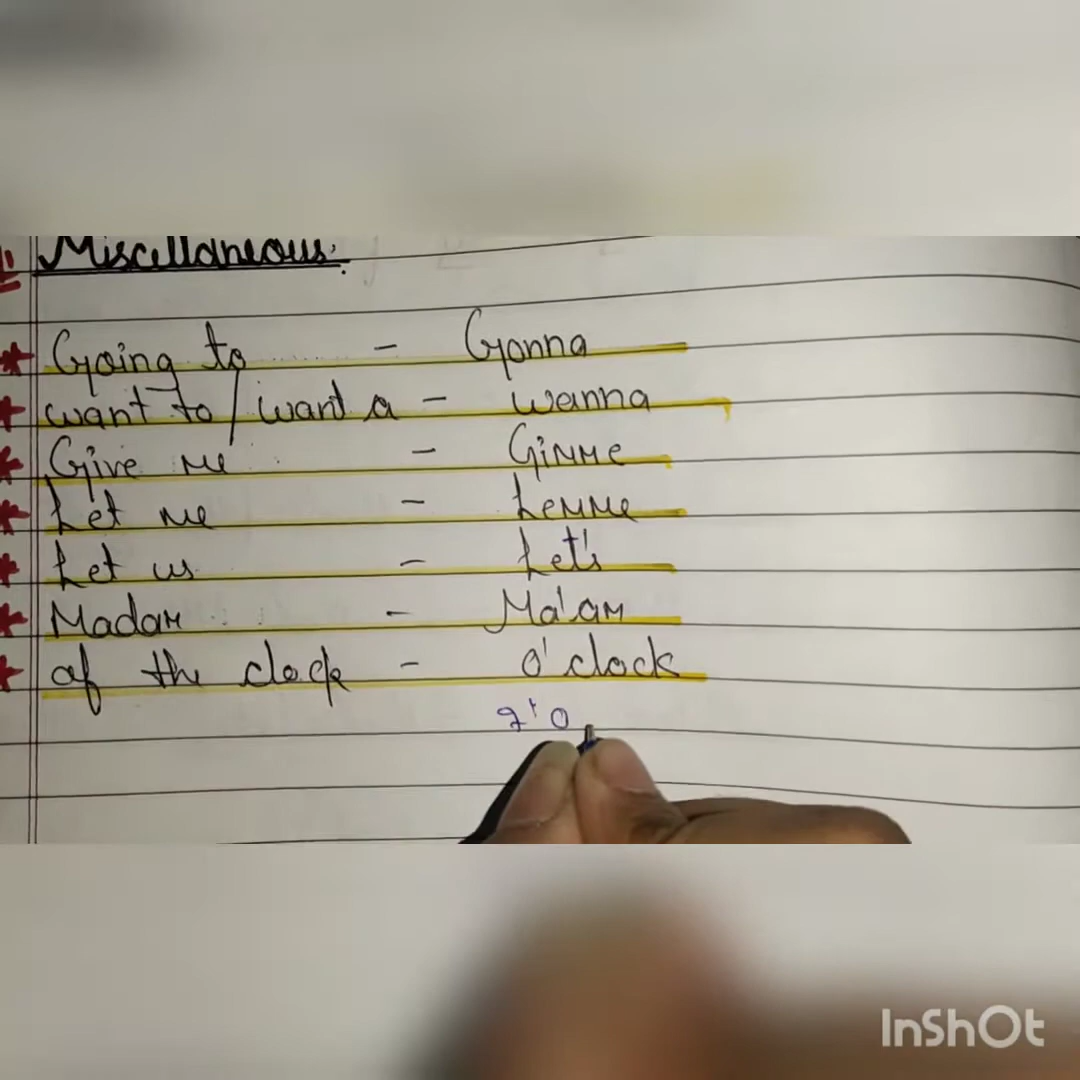 Miscellaneous:
Going to - Gonna
want to / want a - wanna
Give me - Gimme
Let me - Lemme
Let us - Let's
Madam - Ma'am
of the clock - o'clock
7'0
InShOt